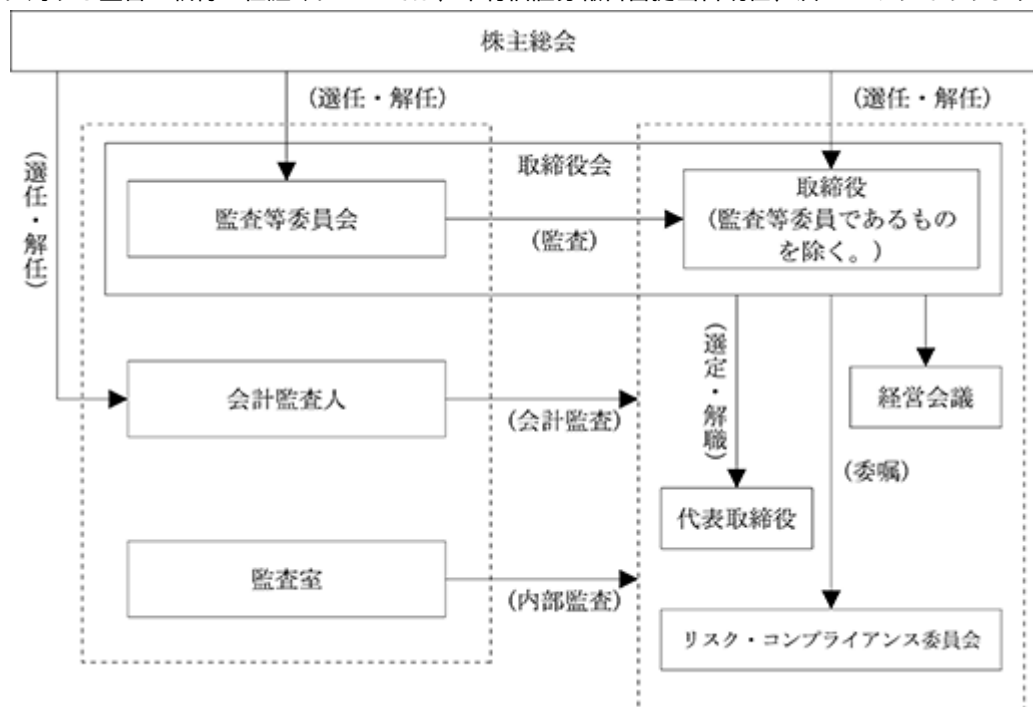 株主総会
(選任・解任)
(選任・解任)
(選任・解任)
取締役会
監査等委員会
(監査)
取締役
(監査等委員であるもの
を除く。)
会計監査人
(会計監査)
(選定・解職)
経営会議
(委嘱)
代表取締役
監査室
(内部監査)
リスク・コンプライアンス委員会